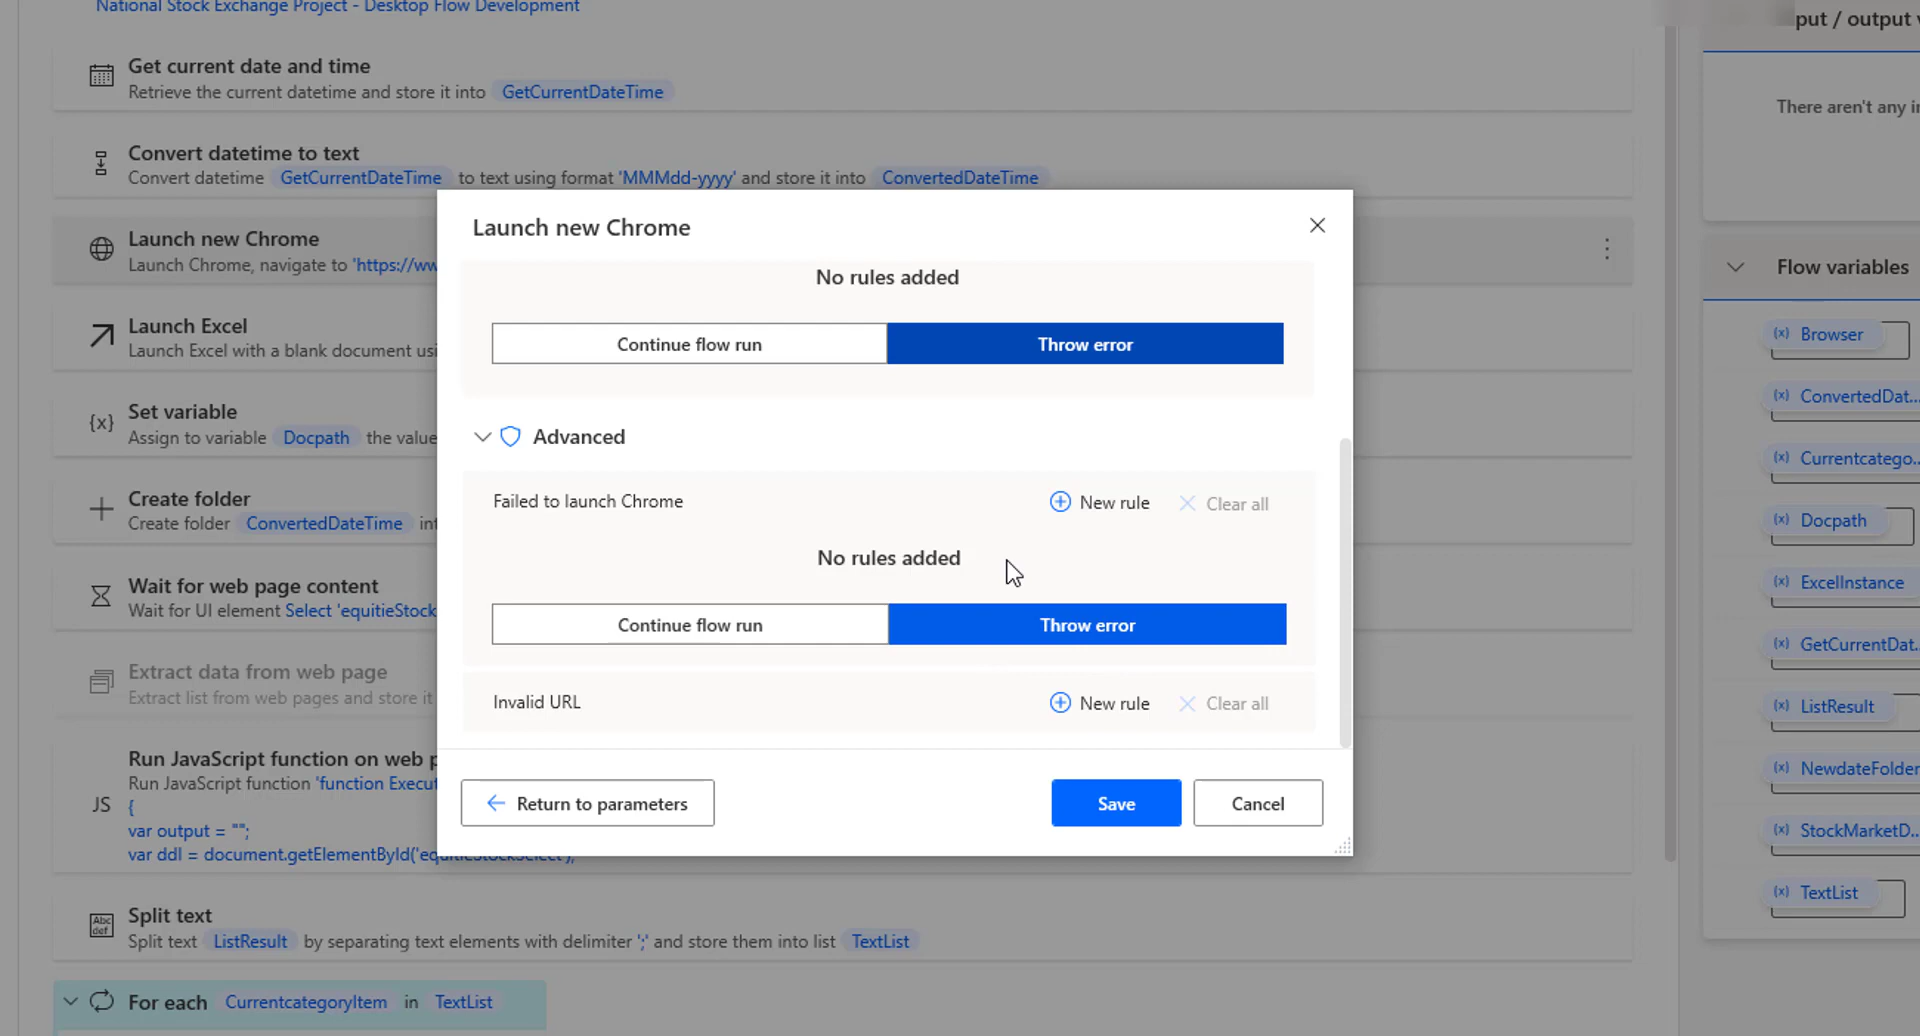 National Stock Exchange Project - Desktop Flow Development
put / output v
Get current date and time
Retrieve the current datetime and store it into GetCurrentDateTime
There aren't any i
Convert datetime to text
Convert datetime GetCurrentDateTime to text using format 'MMMdd-yyyy' and store it into ConvertedDateTime
Launch new Chrome
Launch Chrome, navigate to 'https://ww
Launch Excel
Launch Excel with a blank document usi
{x} Set variable
Assign to variable Docpath the value
Create folder
Create folder ConvertedDateTime int
Wait for web page content
Wait for UI element Select 'equitieStock
Extract data from web page
Extract list from web pages and store it
Run JavaScript function on web p
Run JavaScript function 'function Execut
JS {
var output = "";
var ddl = document.getElementById('equitieStockSelect');
Abc def Split text
Split text ListResult by separating text elements with delimiter ';' and store them into list TextList
For each CurrentcategoryItem in TextList
Launch new Chrome
No rules added
Continue flow run Throw error
Advanced
Failed to launch Chrome New rule Clear all
No rules added
Continue flow run Throw error
Invalid URL New rule Clear all
Return to parameters Save Cancel
Flow variables
(x) Browser
(x) ConvertedDat...
(x) Currentcatego...
(x) Docpath
(x) ExcelInstance
(x) GetCurrentDat...
(x) ListResult
(x) NewdateFolder
(x) StockMarketD...
(x) TextList